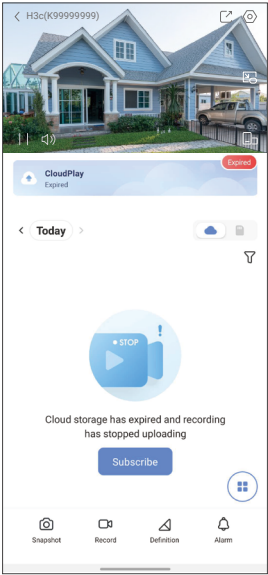 H3c(K99999999)
Expired
CloudPlay
Expired
Today
STOP
Cloud storage has expired and recording
has stopped uploading
Subscribe
Snapshot
Record
Definition
Alarm